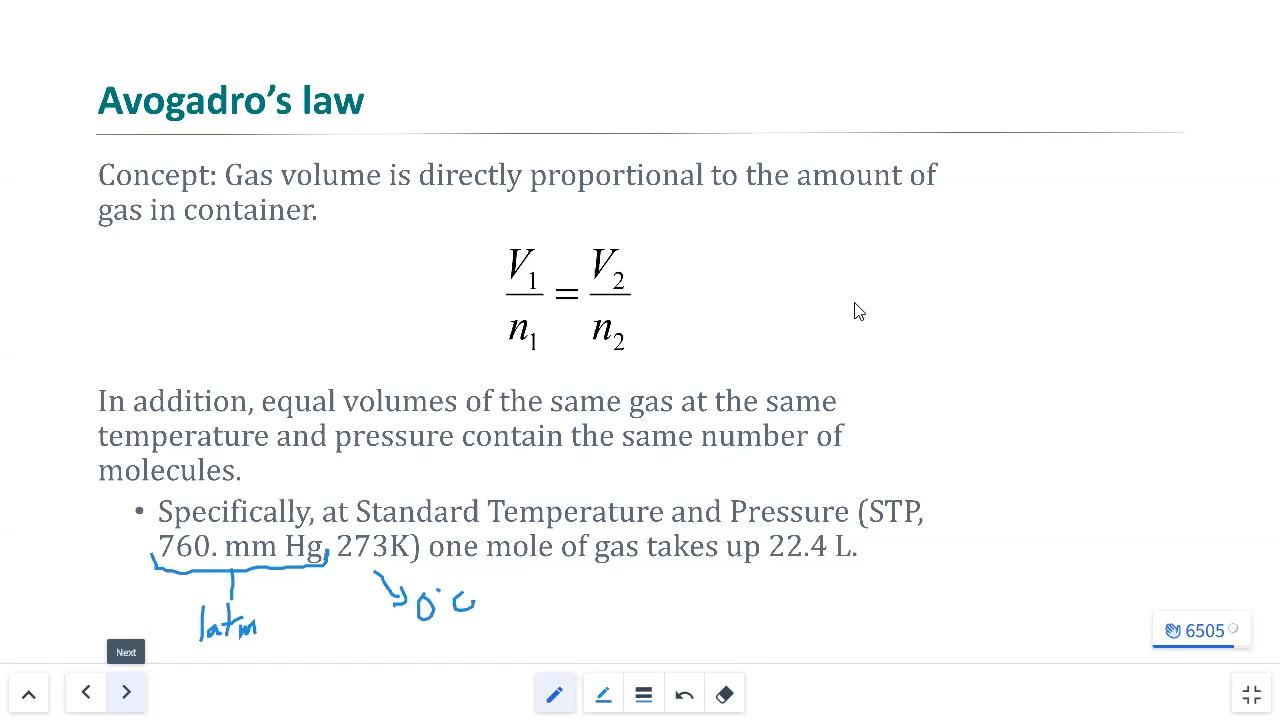 Avogadro’s law
Concept: Gas volume is directly proportional to the amount of
gas in container.
V₁/n₁ = V₂/n₂
In addition, equal volumes of the same gas at the same
temperature and pressure contain the same number of
molecules.
• Specifically, at Standard Temperature and Pressure (STP,
760. mm Hg, 273K) one mole of gas takes up 22.4 L.
1atm
0°C
6505
Next